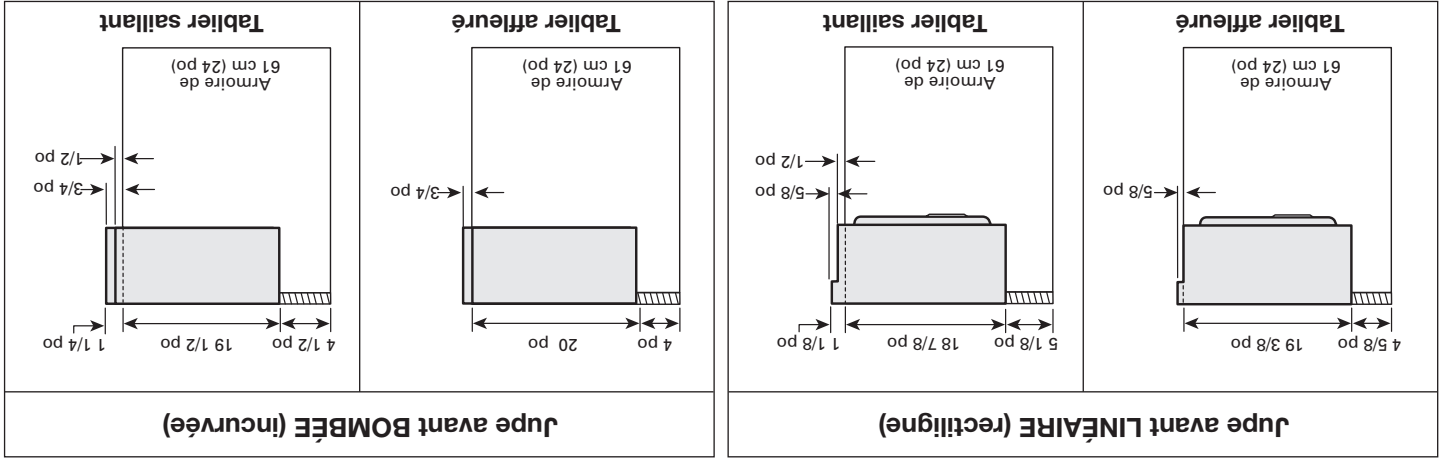 Jupe avant LINÉAIRE (rectiligne)
4 5/8 po 19 3/8 po
5/8 po
Armoire de
61 cm (24 po)
Tablier affleuré
5 1/8 po 18 7/8 po 1 1/8 po
5/8 po
1/2 po
Armoire de
61 cm (24 po)
Tablier saillant
Jupe avant BOMBÉE (incurvée)
4 po 20 po
3/4 po
Armoire de
61 cm (24 po)
Tablier affleuré
4 1/2 po 19 1/2 po 1 1/4 po
3/4 po
1/2 po
Armoire de
61 cm (24 po)
Tablier saillant